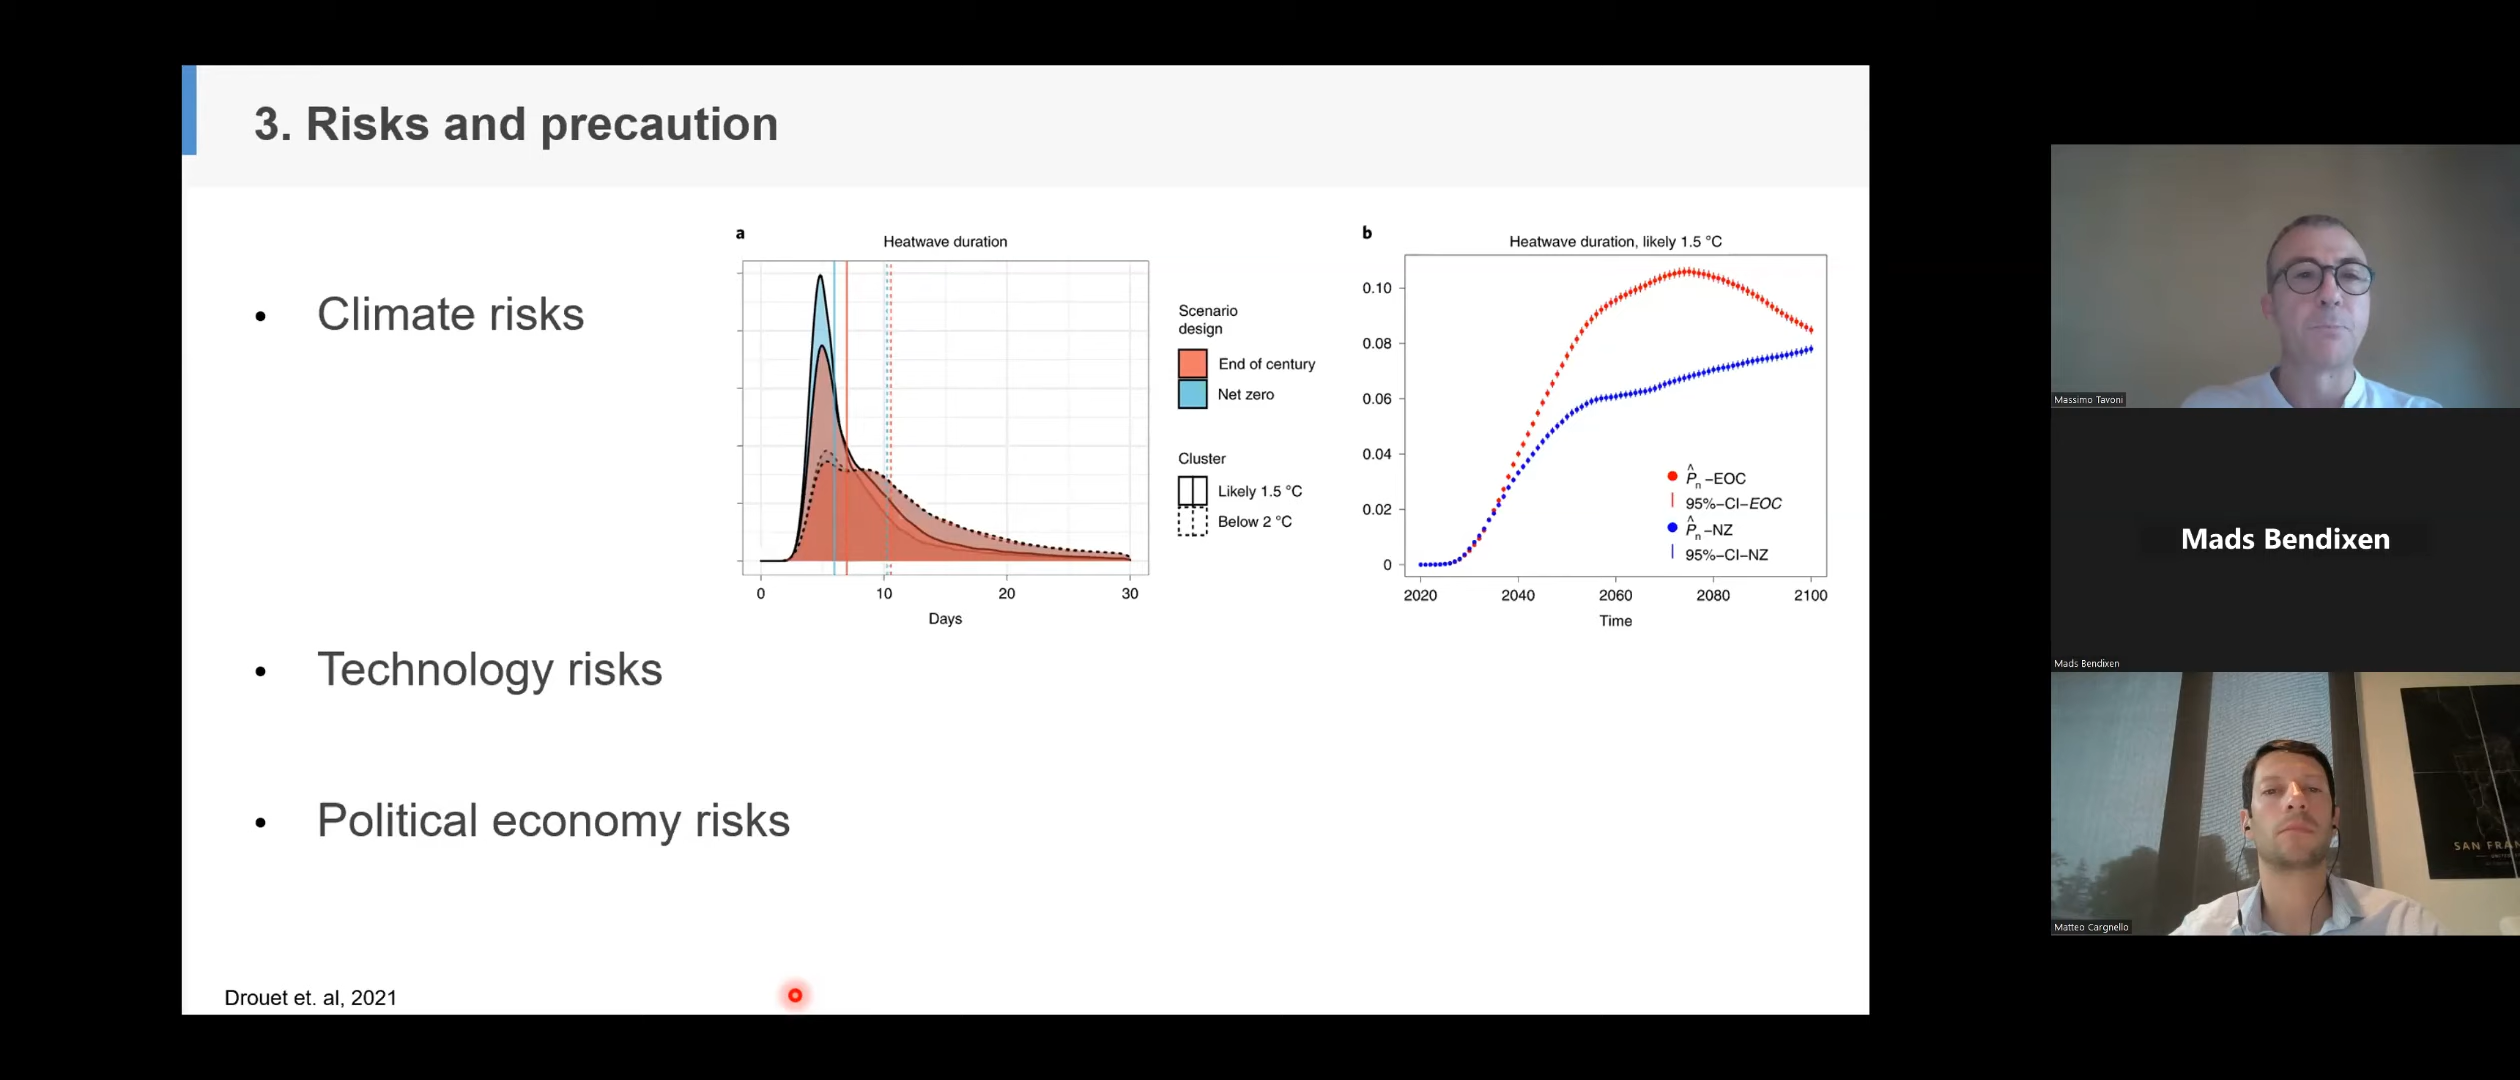 3. Risks and precaution
• Climate risks
• Technology risks
• Political economy risks
Drouet et. al, 2021
a
Heatwave duration
0 10 20 30
Days
Scenario
design
End of century
Net zero
Cluster
Likely 1.5 °C
Below 2 °C
b
Heatwave duration, likely 1.5 °C
0.10
0.08
0.06
0.04
0.02
0
2020 2040 2060 2080 2100
Time
P̂n–EOC
95%–CI–EOC
P̂n–NZ
95%–CI–NZ
Massimo Tavoni
Mads Bendixen
Mads Bendixen
SAN FRAN
Matteo Cargnello